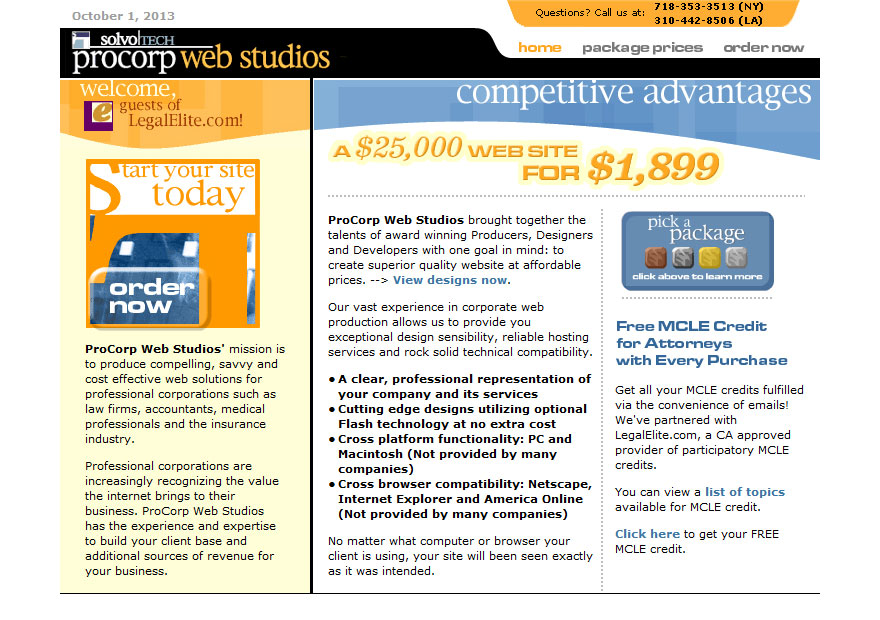 October 1, 2013
Questions? Call us at:
718-353-3513 (NY)
310-442-8506 (LA)
solvo|TECH
procorp web studios
home
package prices
order now
welcome,
e guests of
LegalElite.com!
Start your site
today
order
now
ProCorp Web Studios' mission is
to produce compelling, savvy and
cost effective web solutions for
professional corporations such as
law firms, accountants, medical
professionals and the insurance
industry.
Professional corporations are
increasingly recognizing the value
the internet brings to their
business. ProCorp Web Studios
has the experience and expertise
to build your client base and
additional sources of revenue for
your business.
competitive advantages
A $25,000 WEB SITE
FOR $1,899
ProCorp Web Studios brought together the
talents of award winning Producers, Designers
and Developers with one goal in mind: to
create superior quality website at affordable
prices. --> View designs now.
Our vast experience in corporate web
production allows us to provide you
exceptional design sensibility, reliable hosting
services and rock solid technical compatibility.
● A clear, professional representation of
your company and its services
● Cutting edge designs utilizing optional
Flash technology at no extra cost
● Cross platform functionality: PC and
Macintosh (Not provided by many
companies)
● Cross browser compatibility: Netscape,
Internet Explorer and America Online
(Not provided by many companies)
No matter what computer or browser your
client is using, your site will been seen exactly
as it was intended.
pick a
package
click above to learn more
Free MCLE Credit
for Attorneys
with Every Purchase
Get all your MCLE credits fulfilled
via the convenience of emails!
We've partnered with
LegalElite.com, a CA approved
provider of participatory MCLE
credits.
You can view a list of topics
available for MCLE credit.
Click here to get your FREE
MCLE credit.